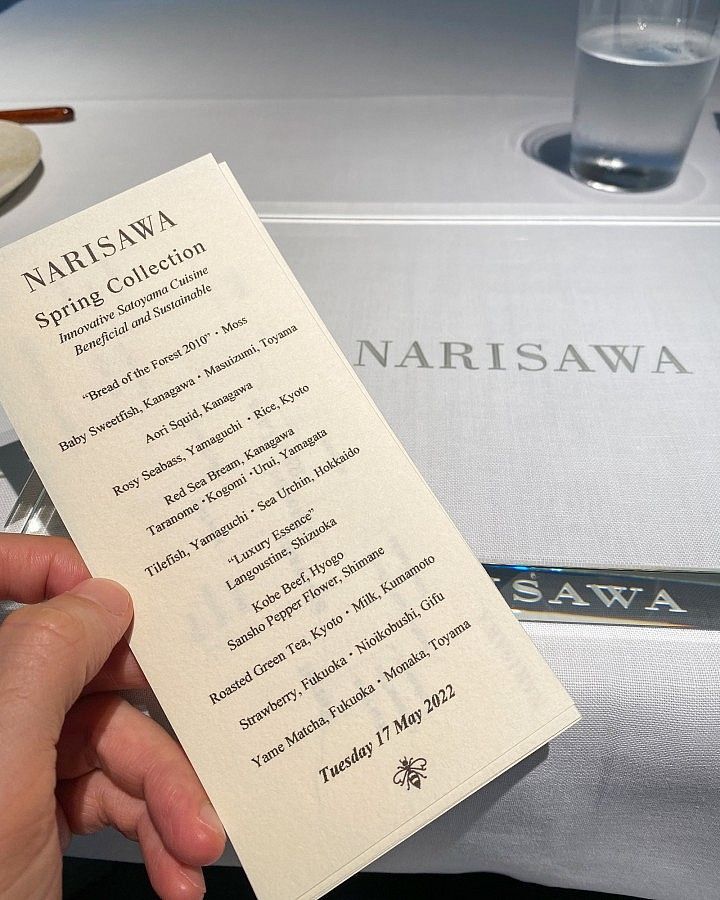 NARISAWA
Spring Collection
Innovative Satoyama Cuisine
Beneficial and Sustainable
“Bread of the Forest 2010”・Moss
Baby Sweetfish, Kanagawa・Masuizumi, Toyama
Aori Squid, Kanagawa
Rosy Seabass, Yamaguchi・Rice, Kyoto
Red Sea Bream, Kanagawa
Taranome・Kogomi・Urui, Yamagata
Tilefish, Yamaguchi・Sea Urchin, Hokkaido
“Luxury Essence”
Langoustine, Shizuoka
Kobe Beef, Hyogo
Sansho Pepper Flower, Shimane
Roasted Green Tea, Kyoto・Milk, Kumamoto
Strawberry, Fukuoka・Nioikobushi, Gifu
Yame Matcha, Fukuoka・Monaka, Toyama
Tuesday 17 May 2022
NARISAWA
ISAWA